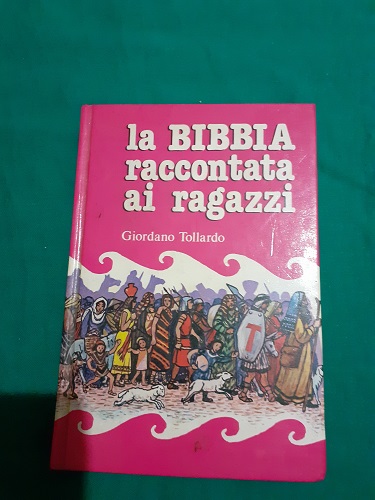 la BIBBIA
raccontata
ai ragazzi
Giordano Tollardo
T